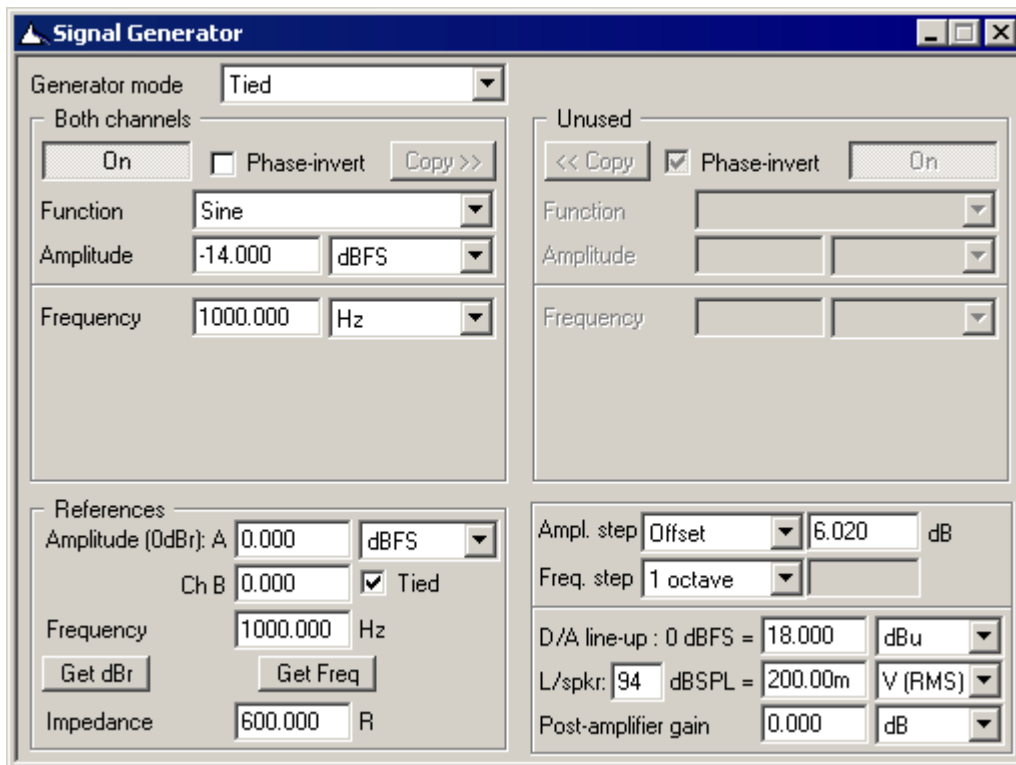 Signal Generator
Generator mode Tied
Both channels
On Phase-invert Copy >>
Function Sine
Amplitude -14.000 dBFS
Frequency 1000.000 Hz
Unused
<< Copy Phase-invert On
Function
Amplitude
Frequency
References
Amplitude (0dBr): A 0.000 dBFS
Ch B 0.000 Tied
Frequency 1000.000 Hz
Get dBr Get Freq
Impedance 600.000 R
Ampl. step Offset 6.020 dB
Freq. step 1 octave
D/A line-up : 0 dBFS = 18.000 dBu
L/spkr: 94 dBSPL = 200.00m V (RMS)
Post-amplifier gain 0.000 dB